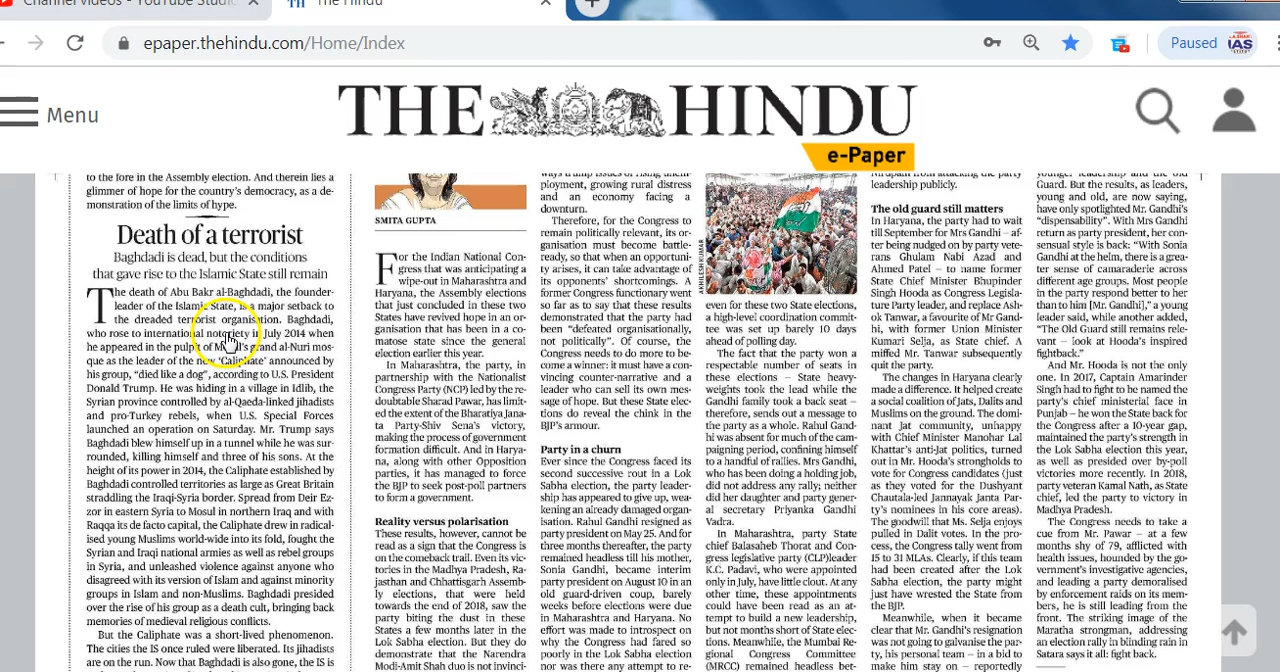 Channel videos - YouTube Studio
The Hindu
epaper.thehindu.com/Home/Index
Paused
IAS
Menu
THE HINDU
e-Paper
to the fore in the Assembly election. And therein lies a
glimmer of hope for the country's democracy, as a de-
monstration of the limits of hype.
Death of a terrorist
Baghdadi is dead, but the conditions
that gave rise to the Islamic State still remain
The death of Abu Bakr al-Baghdadi, the founder-
leader of the Islamic State, is a major setback to
the dreaded terrorist organisation. Baghdadi,
who rose to international notoriety in July 2014 when
he appeared in the pulpit of Mosul's grand al-Nuri mos-
que as the leader of the new 'Caliphate' announced by
his group, "died like a dog", according to U.S. President
Donald Trump. He was hiding in a village in Idlib, the
Syrian province controlled by al-Qaeda-linked jihadists
and pro-Turkey rebels, when U.S. Special Forces
launched an operation on Saturday. Mr. Trump says
Baghdadi blew himself up in a tunnel while he was sur-
rounded, killing himself and three of his sons. At the
height of its power in 2014, the Caliphate established by
Baghdadi controlled territories as large as Great Britain
straddling the Iraqi-Syria border. Spread from Deir Ez-
zor in eastern Syria to Mosul in northern Iraq and with
Raqqa its de facto capital, the Caliphate drew in radical-
ised young Muslims world-wide into its fold, fought the
Syrian and Iraqi national armies as well as rebel groups
in Syria, and unleashed violence against anyone who
disagreed with its version of Islam and against minority
groups in Islam and non-Muslims. Baghdadi presided
over the rise of his group as a death cult, bringing back
memories of medieval religious conflicts.
But the Caliphate was a short-lived phenomenon.
The cities the IS once ruled were liberated. Its jihadists
are on the run. Now that Baghdadi is also gone, the IS is
SMITA GUPTA
For the Indian National Con-
gress that was anticipating a
wipe-out in Maharashtra and
Haryana, the Assembly elections
that just concluded in these two
States have revived hope in an or-
ganisation that has been in a co-
matose state since the general
election earlier this year.
In Maharashtra, the party, in
partnership with the Nationalist
Congress Party (NCP) led by the re-
doubtable Sharad Pawar, has limit-
ed the extent of the Bharatiya Jana-
ta Party-Shiv Sena's victory,
making the process of government
formation difficult. And in Harya-
na, along with other Opposition
parties, it has managed to force
the BJP to seek post-poll partners
to form a government.
Reality versus polarisation
These results, however, cannot be
read as a sign that the Congress is
on the comeback trail. Even its vic-
tories in the Madhya Pradesh, Ra-
jasthan and Chhattisgarh Assemb-
ly elections, that were held
towards the end of 2018, saw the
party biting the dust in these
States a few months later in the
Lok Sabha election. But they do
demonstrate that the Narendra
Modi-Amit Shah duo is not invinci-
ways trump issues of rising unem-
ployment, growing rural distress
and an economy facing a
downturn.
Therefore, for the Congress to
remain politically relevant, its or-
ganisation must become battle-
ready, so that when an opportun-
ity arises, it can take advantage of
its opponents' shortcomings. A
former Congress functionary went
so far as to say that these results
demonstrated that the party had
been "defeated organisationally,
not politically". Of course, the
Congress needs to do more to be-
come a winner: it must have a con-
vincing counter-narrative and a
leader who can sell its own mes-
sage of hope. But these State elec-
tions do reveal the chink in the
BJP's armour.
Party in a churn
Ever since the Congress faced its
second successive rout in a Lok
Sabha election, the party leader-
ship has appeared to give up, wea-
kening an already damaged organ-
isation. Rahul Gandhi resigned as
party president on May 25. And for
three months thereafter, the party
remained headless till his mother,
Sonia Gandhi, became interim
party president on August 10 in an
old guard-driven coup, barely
weeks before elections were due
in Maharashtra and Haryana. No
effort was made to introspect on
why the Congress had fared so
poorly in the Lok Sabha election
nor was there any attempt to re-
AKHILESH KUMAR
even for these two State elections,
a high-level coordination commit-
tee was set up barely 10 days
ahead of polling day.
The fact that the party won a
respectable number of seats in
these elections – State heavy-
weights took the lead while the
Gandhi family took a back seat –
therefore, sends out a message to
the party as a whole. Rahul Gand-
hi was absent for much of the cam-
paigning period, confining himself
to a handful of rallies. Mrs Gandhi,
who has been doing a holding job,
did not address any rally; neither
did her daughter and party gener-
al secretary Priyanka Gandhi
Vadra.
In Maharashtra, party State
chief Balasaheb Thorat and Con-
gress legislative party (CLP)leader
K.C. Padavi, who were appointed
only in July, have little clout. At any
other time, these appointments
could have been read as an at-
tempt to build a new leadership,
but not months short of State elec-
tions. Meanwhile, the Mumbai Re-
gional Congress Committee
(MRCC) remained headless bet-
Nirupam from attacking the party
leadership publicly.
The old guard still matters
In Haryana, the party had to wait
till September for Mrs Gandhi – af-
ter being nudged on by party vete-
rans Ghulam Nabi Azad and
Ahmed Patel – to name former
State Chief Minister Bhupinder
Singh Hooda as Congress Legisla-
ture Party leader, and replace Ash-
ok Tanwar, a favourite of Mr Gand-
hi, with former Union Minister
Kumari Selja, as State chief. A
miffed Mr. Tanwar subsequently
quit the party.
The changes in Haryana clearly
made a difference. It helped create
a social coalition of Jats, Dalits and
Muslims on the ground. The domi-
nant Jat community, unhappy
with Chief Minister Manohar Lal
Khattar's anti-Jat politics, turned
out in Mr. Hooda's strongholds to
vote for Congress candidates (just
as they voted for the Dushyant
Chautala-led Jannayak Janta Par-
ty's nominees in his core areas).
The goodwill that Ms. Selja enjoys
pulled in Dalit votes. In the pro-
cess, the Congress tally went from
15 to 31 MLAs. Clearly, if this team
had been created after the Lok
Sabha election, the party might
just have wrested the State from
the BJP.
Meanwhile, when it became
clear that Mr. Gandhi's resignation
was not going to galvanise the par-
ty, his personal team – in a bid to
make him stay on – reportedly
younger leadership and the Old
Guard. But the results, as leaders,
young and old, are now saying,
have only spotlighted Mr. Gandhi's
"dispensability". With Mrs Gandhi
return as party president, her con-
sensual style is back: "With Sonia
Gandhi at the helm, there is a grea-
ter sense of camaraderie across
different age groups. Most people
in the party respond better to her
than to him [Mr. Gandhi]," a young
leader said, while another added,
"The Old Guard still remains rele-
vant – look at Hooda's inspired
fightback."
And Mr. Hooda is not the only
one. In 2017, Captain Amarinder
Singh had to fight to be named the
party's chief ministerial face in
Punjab – he won the State back for
the Congress after a 10-year gap,
maintained the party's strength in
the Lok Sabha election this year,
as well as presided over by-poll
victories more recently. In 2018,
party veteran Kamal Nath, as State
chief, led the party to victory in
Madhya Pradesh.
The Congress needs to take a
cue from Mr. Pawar – at a few
months shy of 79, afflicted with
health issues, hounded by the go-
vernment's investigative agencies,
and leading a party demoralised
by enforcement raids on its mem-
bers, he is still leading from the
front. The striking image of the
Maratha strongman, addressing
an election rally in blinding rain in
Satara says it all: fight back.